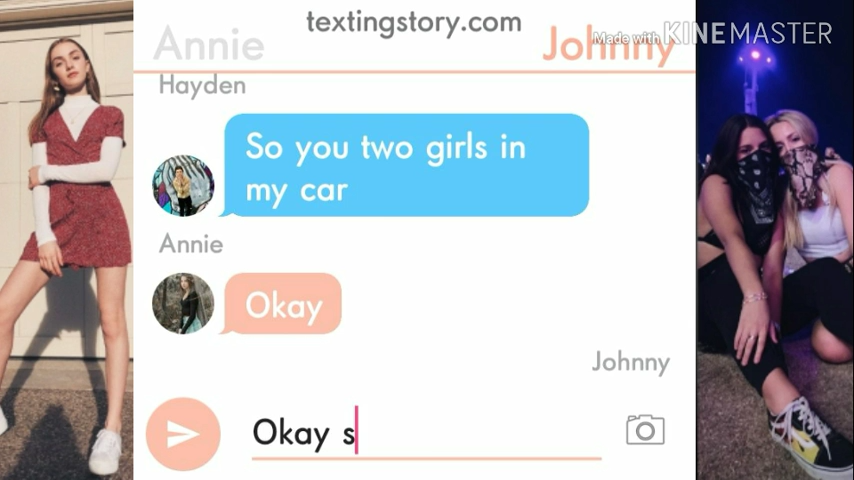 textingstory.com
Annie
Johnny
Made with KINEMASTER
Hayden
So you two girls in
my car
Annie
Okay
Johnny
Okay s